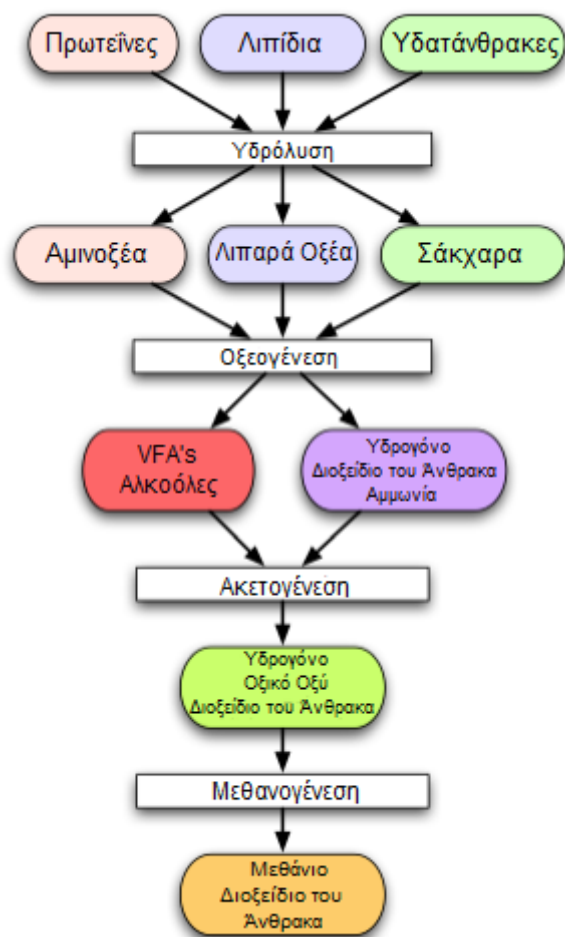 Πρωτεΐνες
Λιπίδια
Υδατάνθρακες
Υδρόλυση
Αμινοξέα
Λιπαρά Οξέα
Σάκχαρα
Οξεογένεση
VFA's
Αλκοόλες
Υδρογόνο
Διοξείδιο του Άνθρακα
Αμμωνία
Ακετογένεση
Υδρογόνο
Οξικό Οξύ
Διοξείδιο του Άνθρακα
Μεθανογένεση
Μεθάνιο
Διοξείδιο του
Άνθρακα